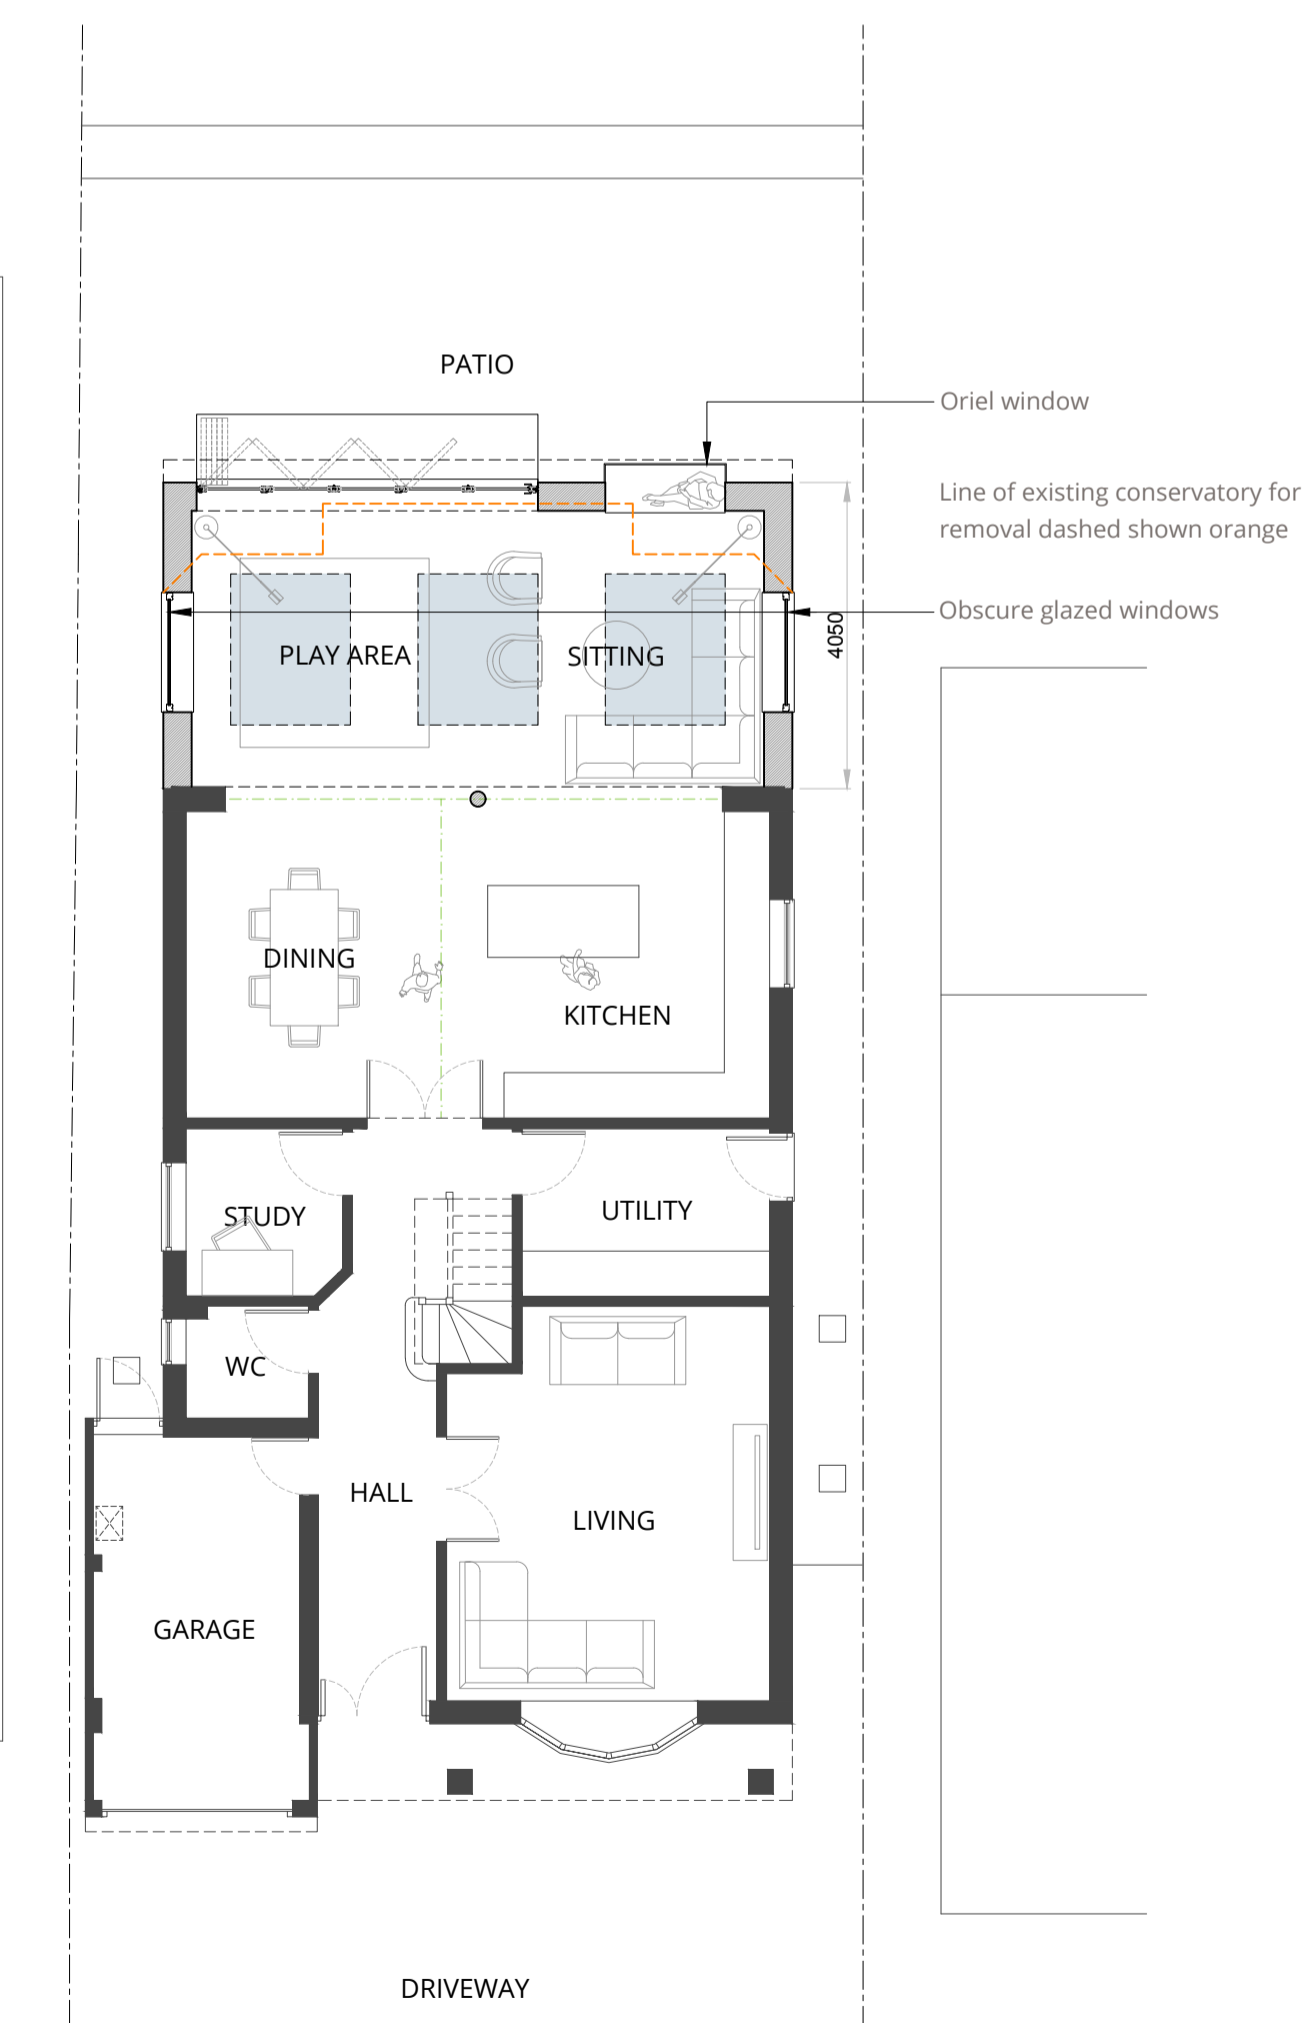 PATIO
Oriel window
Line of existing conservatory for
removal dashed shown orange
Obscure glazed windows
4050
PLAY AREA
SITTING
DINING
KITCHEN
STUDY
UTILITY
WC
HALL
LIVING
GARAGE
DRIVEWAY